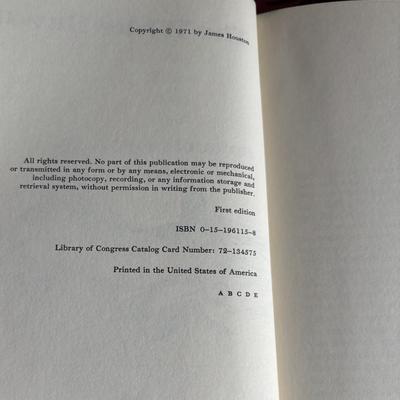 Copyright © 1971 by James Houston
All rights reserved. No part of this publication may be reproduced
or transmitted in any form or by any means, electronic or mechanical,
including photocopy, recording, or any information storage and
retrieval system, without permission in writing from the publisher.
First edition
ISBN 0-15-196115-8
Library of Congress Catalog Card Number: 72-134575
Printed in the United States of America
A B C D E